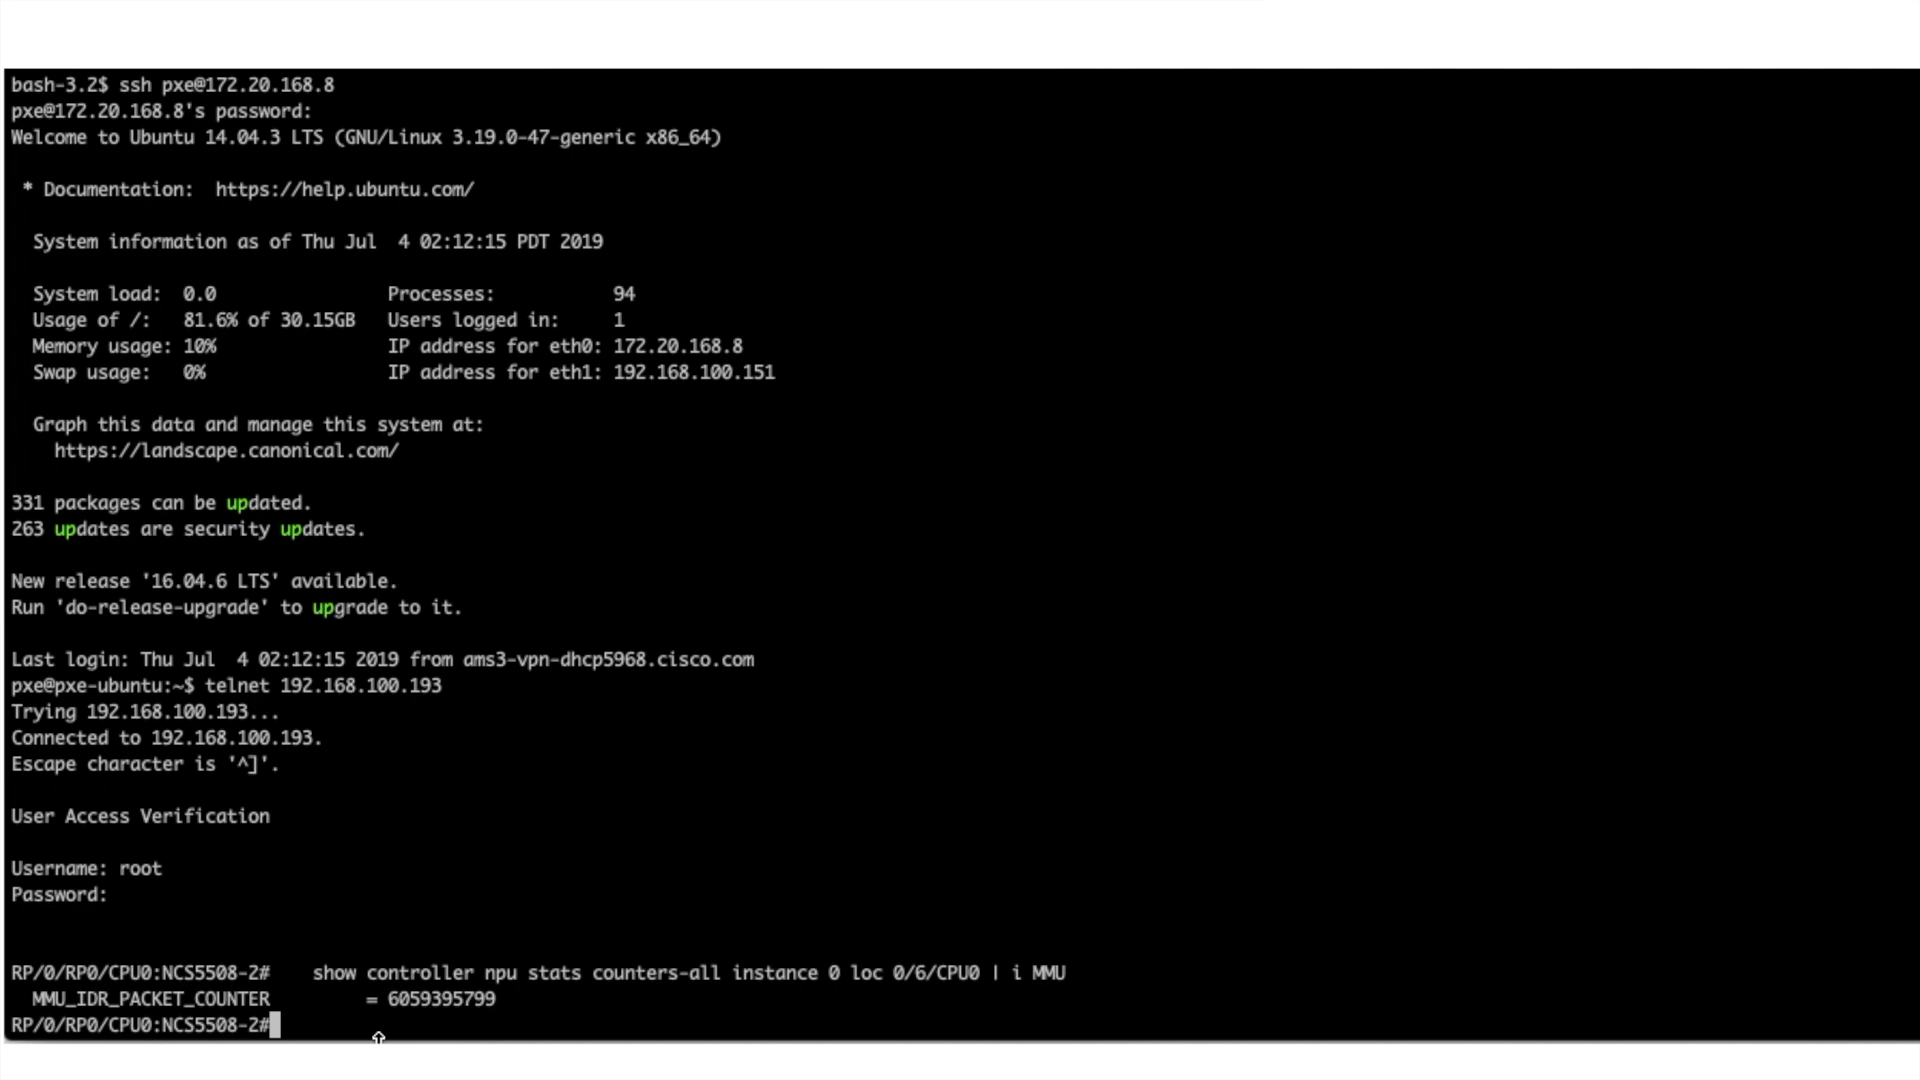 bash-3.2$ ssh pxe@172.20.168.8
pxe@172.20.168.8's password:
Welcome to Ubuntu 14.04.3 LTS (GNU/Linux 3.19.0-47-generic x86_64)
* Documentation:  https://help.ubuntu.com/
System information as of Thu Jul  4 02:12:15 PDT 2019
System load:  0.0                Processes:           94
Usage of /:   81.6% of 30.15GB   Users logged in:     1
Memory usage: 10%                IP address for eth0: 172.20.168.8
Swap usage:   0%                 IP address for eth1: 192.168.100.151
Graph this data and manage this system at:
https://landscape.canonical.com/
331 packages can be updated.
263 updates are security updates.
New release '16.04.6 LTS' available.
Run 'do-release-upgrade' to upgrade to it.
Last login: Thu Jul  4 02:12:15 2019 from ams3-vpn-dhcp5968.cisco.com
pxe@pxe-ubuntu:~$ telnet 192.168.100.193
Trying 192.168.100.193...
Connected to 192.168.100.193.
Escape character is '^]'.
User Access Verification
Username: root
Password:
RP/0/RP0/CPU0:NCS5508-2#    show controller npu stats counters-all instance 0 loc 0/6/CPU0 | i MMU
MMU_IDR_PACKET_COUNTER         = 6059395799
RP/0/RP0/CPU0:NCS5508-2#